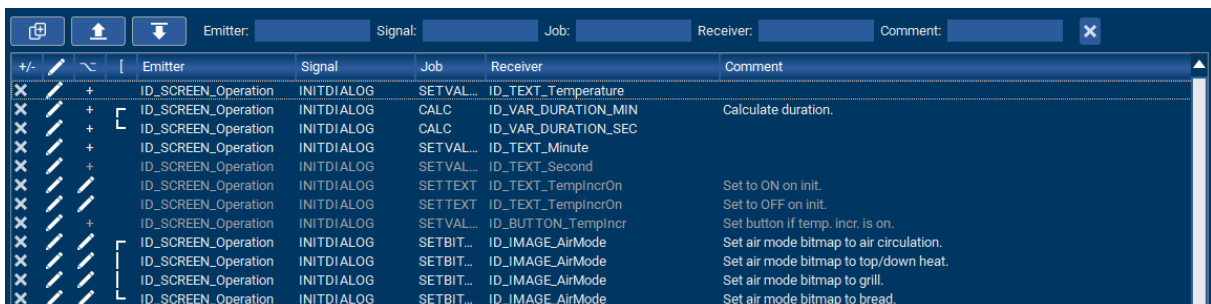 Emitter: Signal: Job: Receiver: Comment:
+/- [ Emitter Signal Job Receiver Comment
+ ID_SCREEN_Operation INITDIALOG SETVAL... ID_TEXT_Temperature
+ ID_SCREEN_Operation INITDIALOG CALC ID_VAR_DURATION_MIN Calculate duration.
+ ID_SCREEN_Operation INITDIALOG CALC ID_VAR_DURATION_SEC
+ ID_SCREEN_Operation INITDIALOG SETVAL... ID_TEXT_Minute
+ ID_SCREEN_Operation INITDIALOG ID_TEXT_Second
ID_SCREEN_Operation INITDIALOG SETTEXT ID_TEXT_TempIncrOn Set to ON on init.
ID_SCREEN_Operation INITDIALOG SETTEXT ID_TEXT_TempIncrOn Set to OFF on init.
+ ID_SCREEN_Operation INITDIALOG SETVAL... ID_BUTTON_TempIncr Set button if temp. incr. is on.
ID_SCREEN_Operation INITDIALOG SETBIT... ID_IMAGE_AirMode Set air mode bitmap to air circulation.
ID_SCREEN_Operation INITDIALOG SETBIT... ID_IMAGE_AirMode Set air mode bitmap to top/down heat.
ID_SCREEN_Operation INITDIALOG SETBIT... ID_IMAGE_AirMode Set air mode bitmap to grill.
ID_SCREEN_Operation INITDIALOG SETBIT... ID_IMAGE_AirMode Set air mode bitmap to bread.